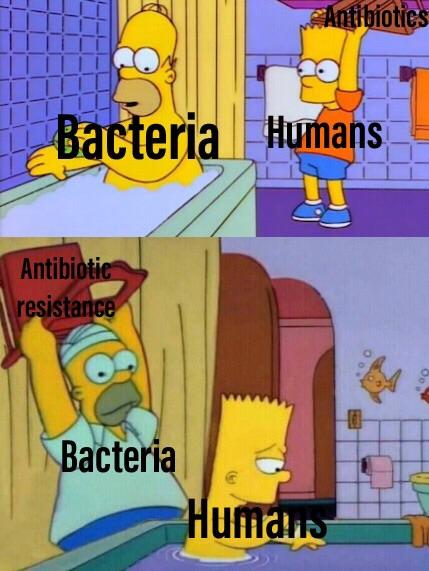 Antibiotics
Bacteria
Humans
Antibiotic
resistance
Bacteria
Humans